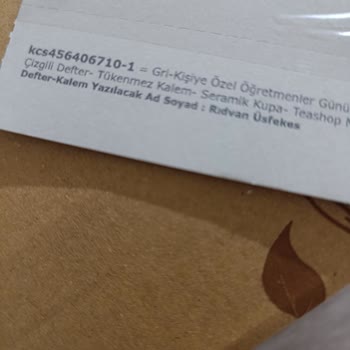 kcs456406710-1 = Gri-Kişiye Özel Öğretmenler Günü
Çizgili Defter- Tükenmez Kalem- Seramik Kupa- Teashop
Defter-Kalem Yazılacak Ad Soyad : Rıdvan Üsfekes